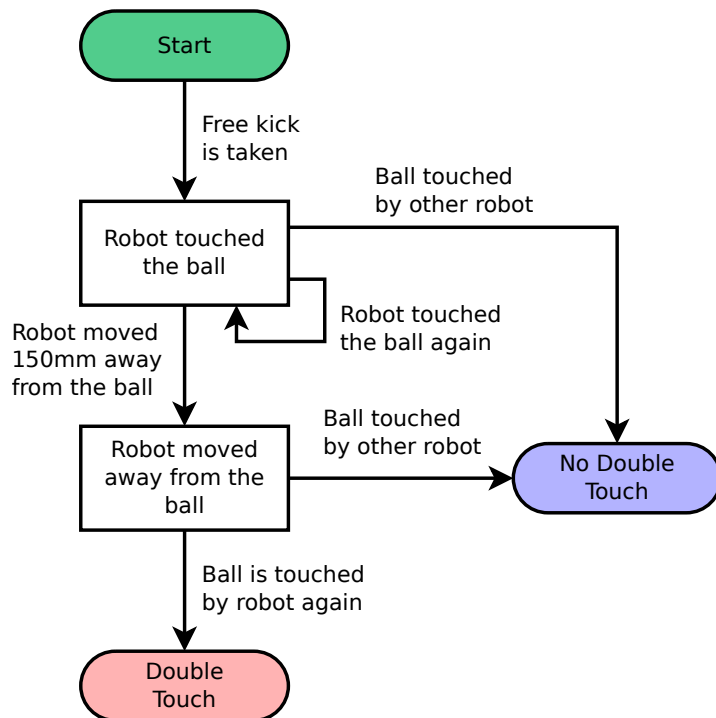 Start
Free kick
is taken
Ball touched
by other robot
Robot touched
the ball
Robot touched
the ball again
Robot moved
150mm away
from the ball
Ball touched
by other robot
Robot moved
away from the
ball
No Double
Touch
Ball is touched
by robot again
Double
Touch